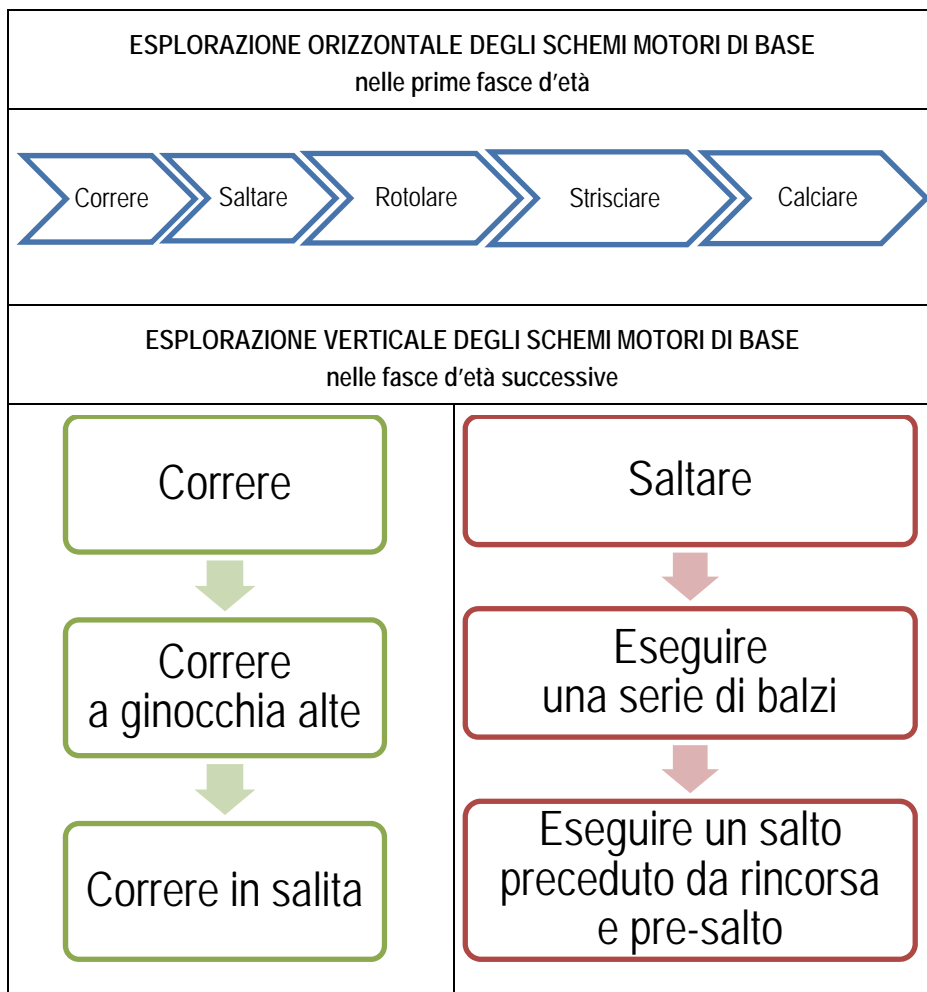 ESPLORAZIONE ORIZZONTALE DEGLI SCHEMI MOTORI DI BASE
nelle prime fasce d'età
Correre
Saltare
Rotolare
Strisciare
Calciare
ESPLORAZIONE VERTICALE DEGLI SCHEMI MOTORI DI BASE
nelle fasce d'età successive
Correre
Correre
a ginocchia alte
Correre in salita
Saltare
Eseguire
una serie di balzi
Eseguire un salto
preceduto da rincorsa
e pre-salto